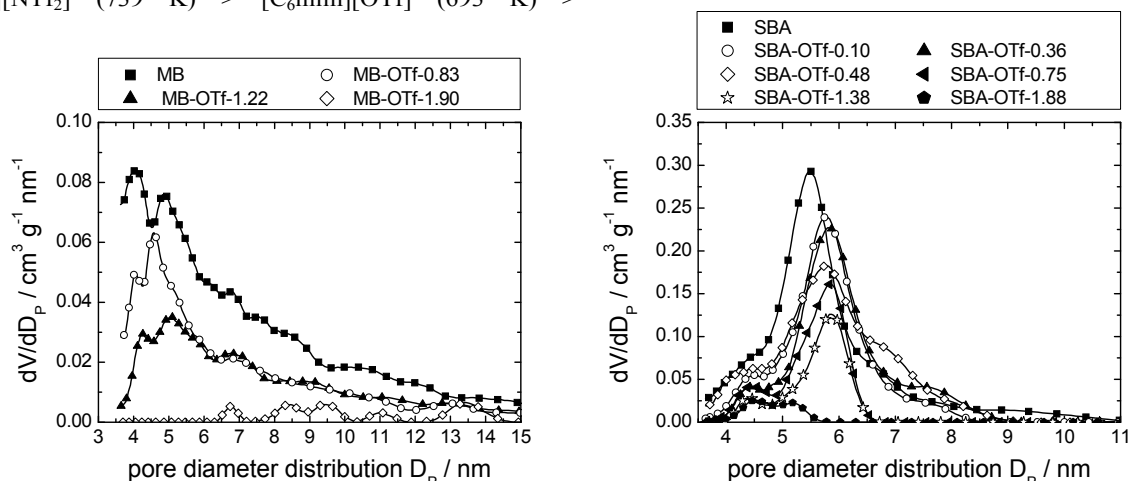 [NTf₂] (739 K) > [C₆mim][OTf] (693 K) >
MB
MB-OTf-0.83
MB-OTf-1.22
MB-OTf-1.90
0.10
0.08
0.06
0.04
0.02
0.00
dV/dD_P / cm³ g⁻¹ nm⁻¹
3 4 5 6 7 8 9 10 11 12 13 14 15
pore diameter distribution D_P / nm
SBA
SBA-OTf-0.10
SBA-OTf-0.36
SBA-OTf-0.48
SBA-OTf-0.75
SBA-OTf-1.38
SBA-OTf-1.88
0.35
0.30
0.25
0.20
0.15
0.10
0.05
0.00
dV/dD_P / cm³ g⁻¹ nm⁻¹
4 5 6 7 8 9 10 11
pore diameter distribution D_P / nm